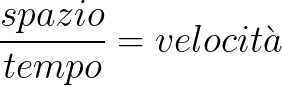 spazio
tempo = velocità